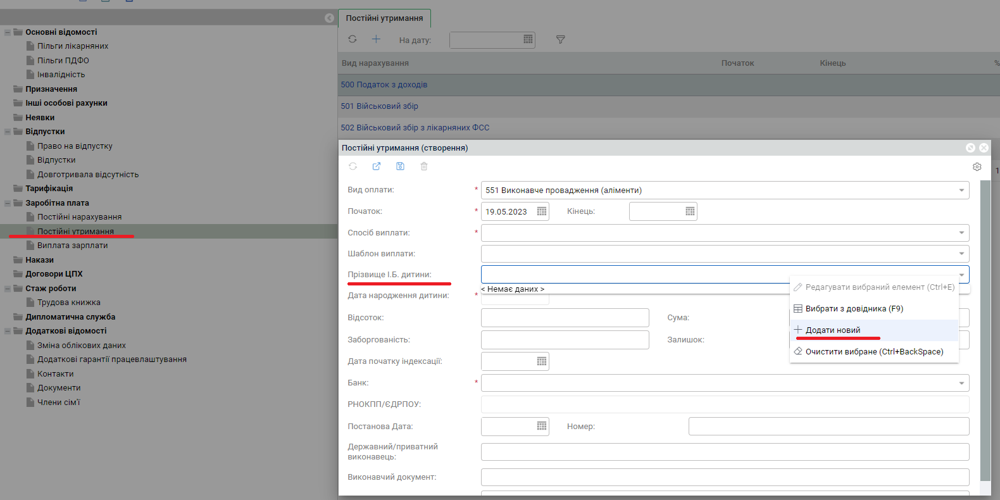 Основні відомості
Пільги лікарняних
Пільги ПДФО
Інвалідність
Призначення
Інші особові рахунки
Неявки
Відпустки
Право на відпустку
Відпустки
Довготривала відсутність
Тарифікація
Заробітна плата
Постійні нарахування
Постійні утримання
Виплата зарплати
Накази
Договори ЦПХ
Стаж роботи
Трудова книжка
Дипломатична служба
Додаткові відомості
Зміна облікових даних
Додаткові гарантії працевлаштування
Контакти
Документи
Члени сім'ї
Постійні утримання
На дату:
Вид нарахування Початок Кінець %
500 Податок з доходів
501 Військовий збір
502 Військовий збір з лікарняних ФСС
1
Постійні утримання (створення)
Вид оплати: * 551 Виконавче провадження (аліменти)
Початок: * 19.05.2023 Кінець:
Спосіб виплати: *
Шаблон виплати:
Прізвище І.Б. дитини:
< Немає даних >
Дата народження дитини: *
Відсоток: Сума:
Заборгованість: Залишок:
Дата початку індексації:
Банк: *
РНОКПП/ЄДРПОУ:
Постанова Дата: Номер:
Державний/приватний
виконавець:
Виконавчий документ:
Редагувати вибраний елемент (Ctrl+E)
Вибрати з довідника (F9)
Додати новий
Очистити вибране (Ctrl+BackSpace)